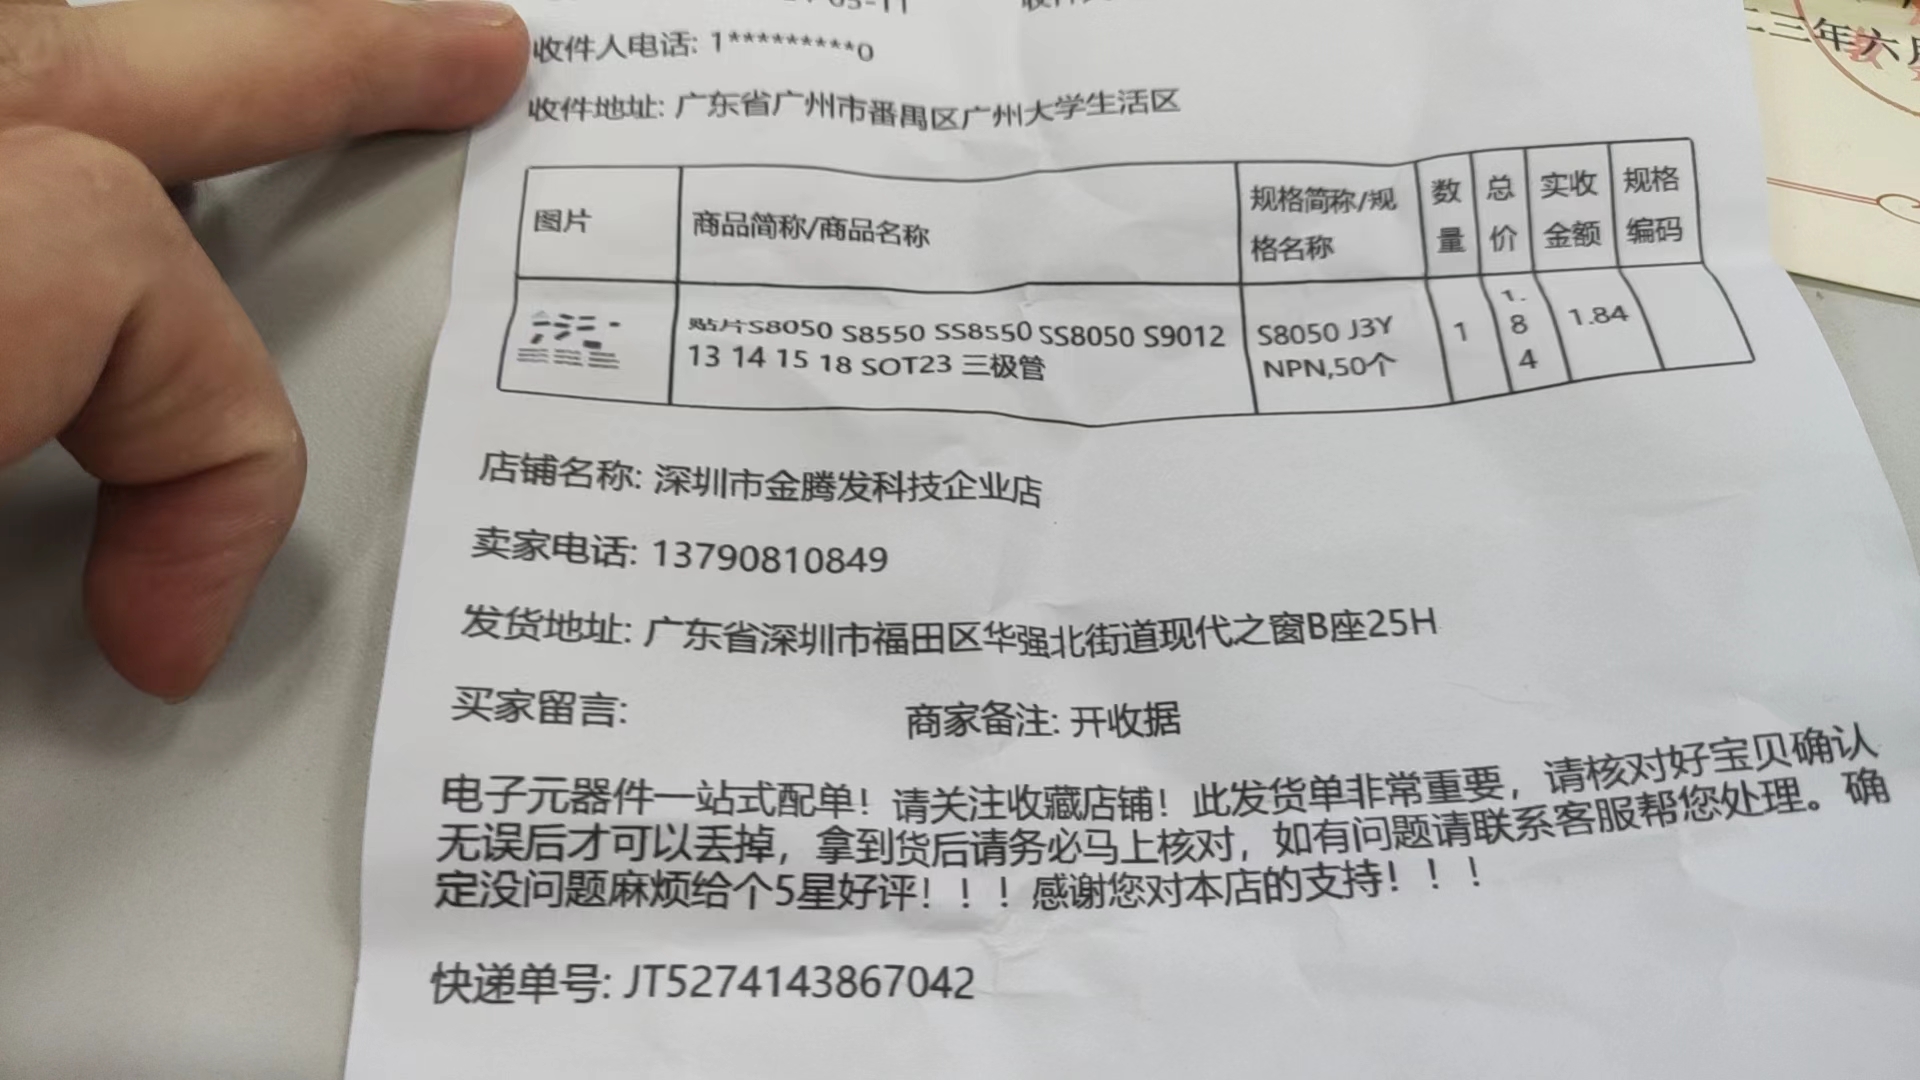 收件人电话: 1*********0
收件地址: 广东省广州市番禺区广州大学生活区
图片 商品简称/商品名称 规格简称/规格名称 数量 总价 实收金额 规格编码
贴片S8050 S8550 SS8550 SS8050 S9012
13 14 15 18 SOT23 三极管
S8050 J3Y
NPN,50个
1
1.84
1.84
店铺名称: 深圳市金腾发科技企业店
卖家电话: 13790810849
发货地址: 广东省深圳市福田区华强北街道现代之窗B座25H
买家留言: 商家备注: 开收据
电子元器件一站式配单！请关注收藏店铺！此发货单非常重要，请核对好宝贝确认
无误后才可以丢掉，拿到货后请务必马上核对，如有问题请联系客服帮您处理。确
定没问题麻烦给个5星好评！！！感谢您对本店的支持！！！
快递单号: JT5274143867042
三年六月